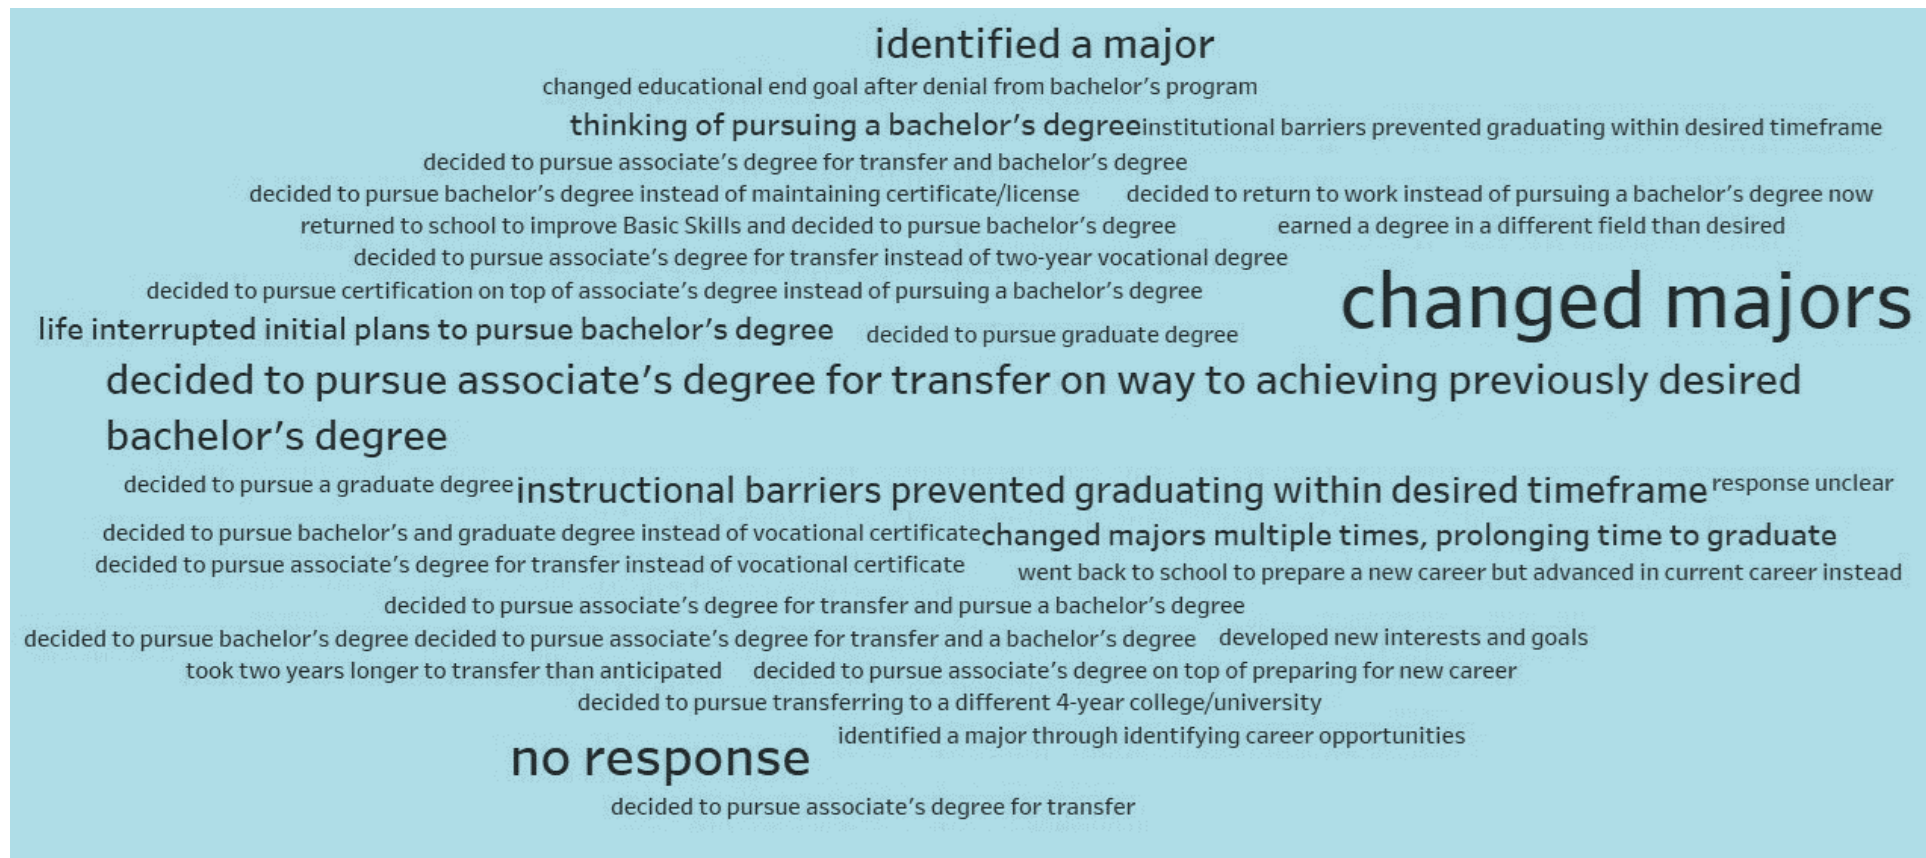 identified a major
changed educational end goal after denial from bachelor’s program
thinking of pursuing a bachelor’s degree
institutional barriers prevented graduating within desired timeframe
decided to pursue associate’s degree for transfer and bachelor’s degree
decided to pursue bachelor’s degree instead of maintaining certificate/license
decided to return to work instead of pursuing a bachelor’s degree now
returned to school to improve Basic Skills and decided to pursue bachelor’s degree
earned a degree in a different field than desired
decided to pursue associate’s degree for transfer instead of two-year vocational degree
decided to pursue certification on top of associate’s degree instead of pursuing a bachelor’s degree
changed majors
life interrupted initial plans to pursue bachelor’s degree
decided to pursue graduate degree
decided to pursue associate’s degree for transfer on way to achieving previously desired
bachelor’s degree
decided to pursue a graduate degree
instructional barriers prevented graduating within desired timeframe
response unclear
decided to pursue bachelor’s and graduate degree instead of vocational certificate
changed majors multiple times, prolonging time to graduate
decided to pursue associate’s degree for transfer instead of vocational certificate
went back to school to prepare a new career but advanced in current career instead
decided to pursue associate’s degree for transfer and pursue a bachelor’s degree
decided to pursue bachelor’s degree
decided to pursue associate’s degree for transfer and a bachelor’s degree
developed new interests and goals
took two years longer to transfer than anticipated
decided to pursue associate’s degree on top of preparing for new career
decided to pursue transferring to a different 4-year college/university
identified a major through identifying career opportunities
no response
decided to pursue associate’s degree for transfer